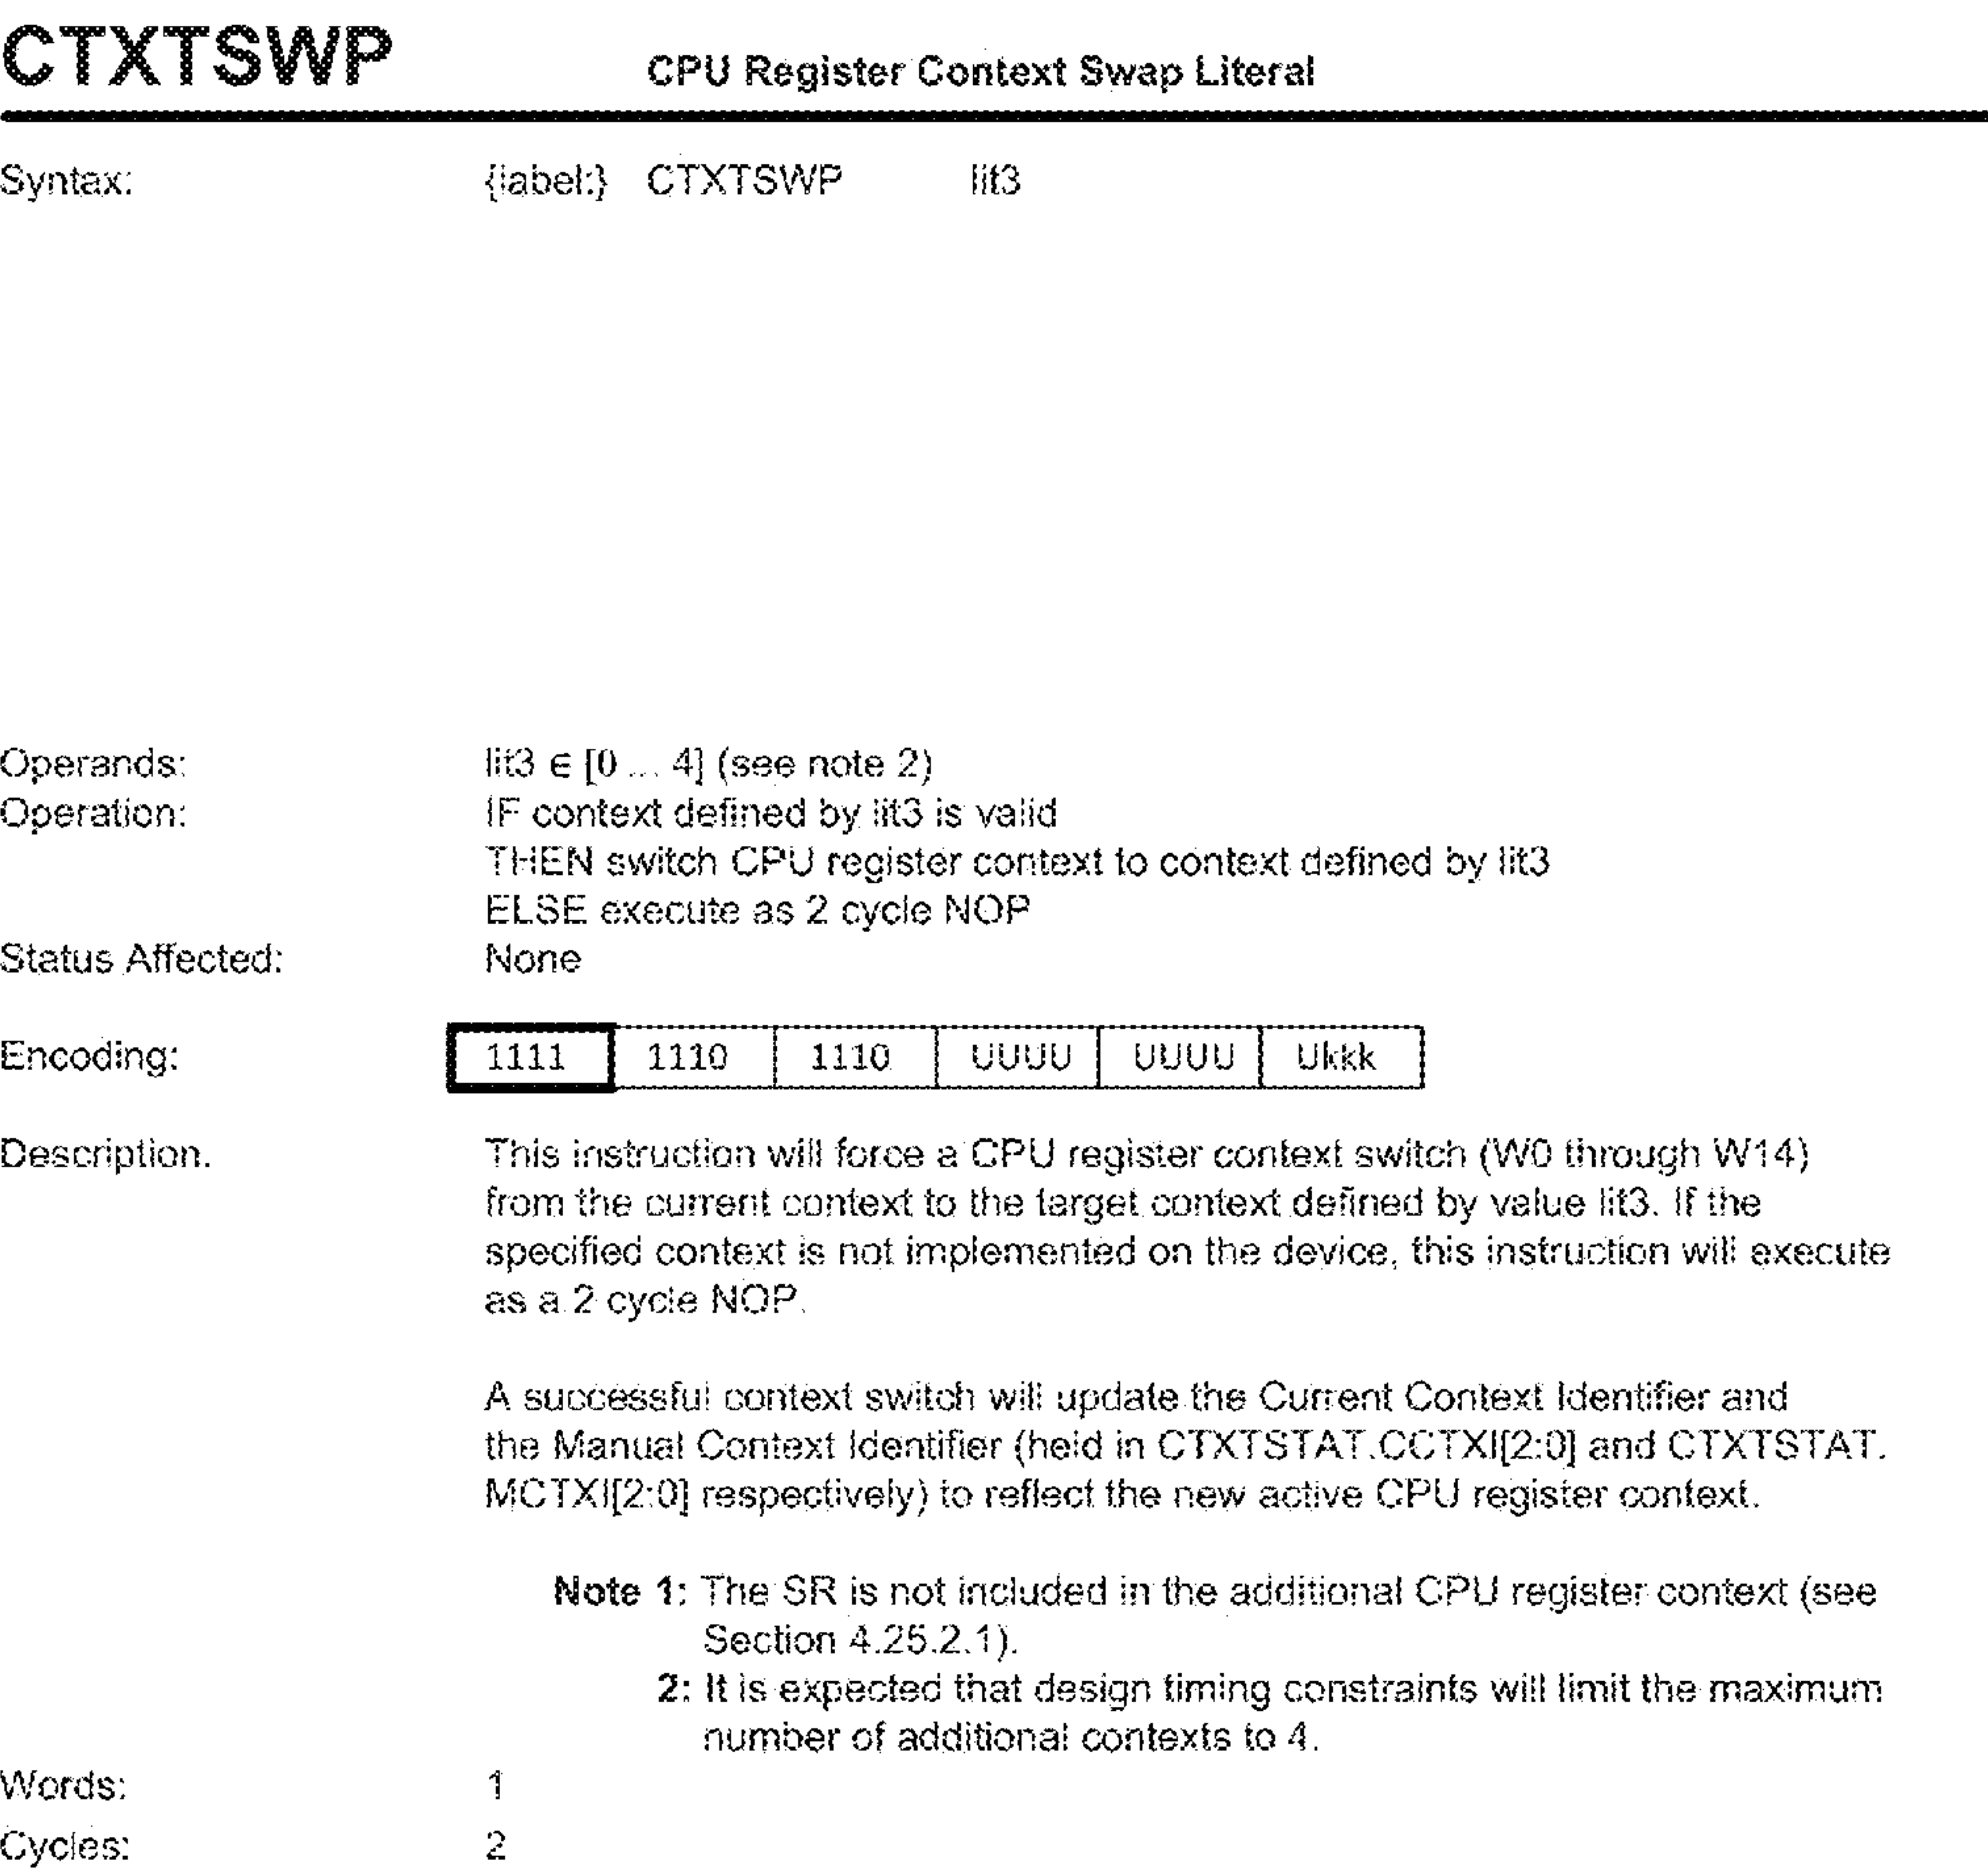 CTXTSWP CPU Register Context Swap Literal
Syntax: {label:} CTXTSWP lit3
Operands: lit3 ∈ [0 ... 4] (see note 2)
Operation: IF context defined by lit3 is valid
THEN switch CPU register context to context defined by lit3
ELSE execute as 2 cycle NOP
Status Affected: None
Encoding: 1111 1110 1110 UUUU UUUU Ukkk
Description. This instruction will force a CPU register context switch (W0 through W14)
from the current context to the target context defined by value lit3. If the
specified context is not implemented on the device, this instruction will execute
as a 2 cycle NOP.
A successful context switch will update the Current Context Identifier and
the Manual Context Identifier (held in CTXTSTAT.CCTXI[2:0] and CTXTSTAT.
MCTXI[2:0] respectively) to reflect the new active CPU register context.
Note 1: The SR is not included in the additional CPU register context (see
Section 4.25.2.1).
2: It is expected that design timing constraints will limit the maximum
number of additional contexts to 4.
Words: 1
Cycles: 2